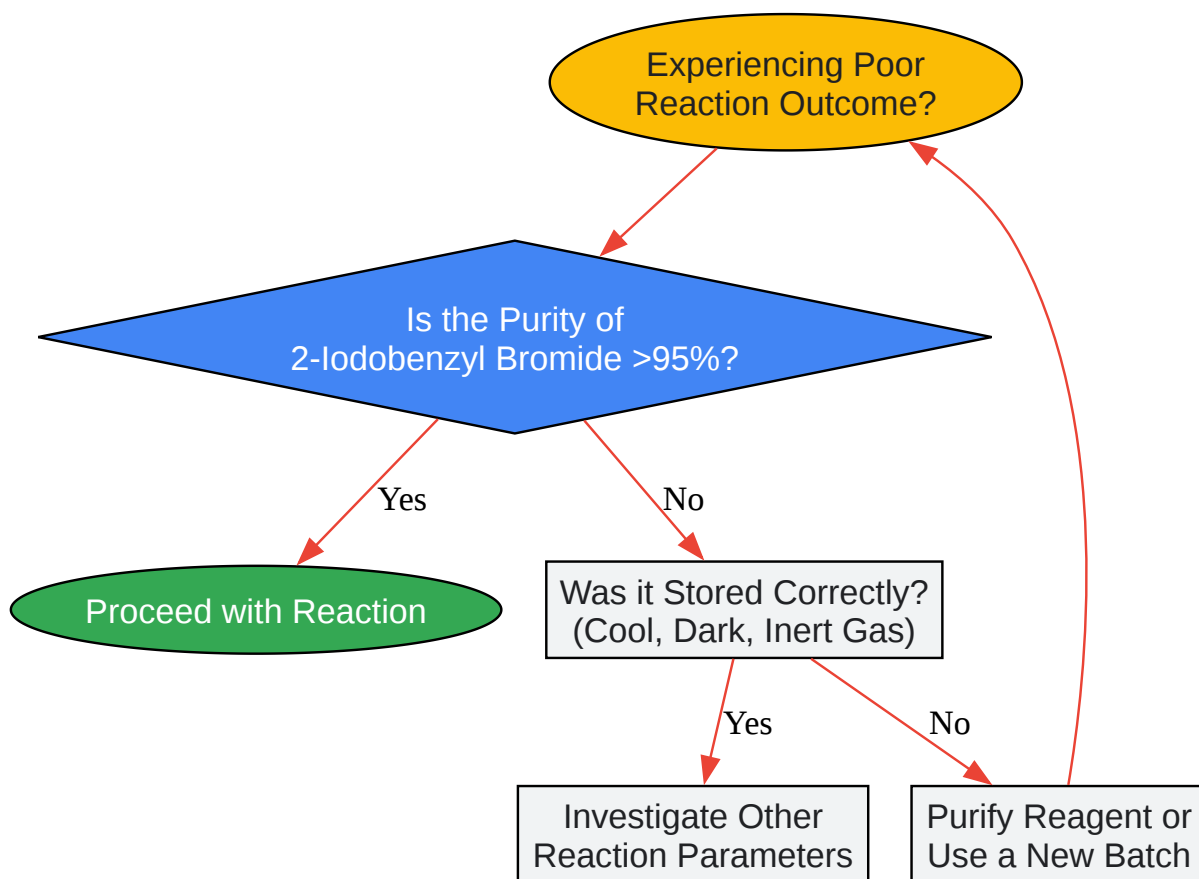 Experiencing Poor
Reaction Outcome?
Is the Purity of
2-Iodobenzyl Bromide >95%?
Yes
No
Proceed with Reaction
Was it Stored Correctly?
(Cool, Dark, Inert Gas)
Yes
No
Investigate Other
Reaction Parameters
Purify Reagent or
Use a New Batch